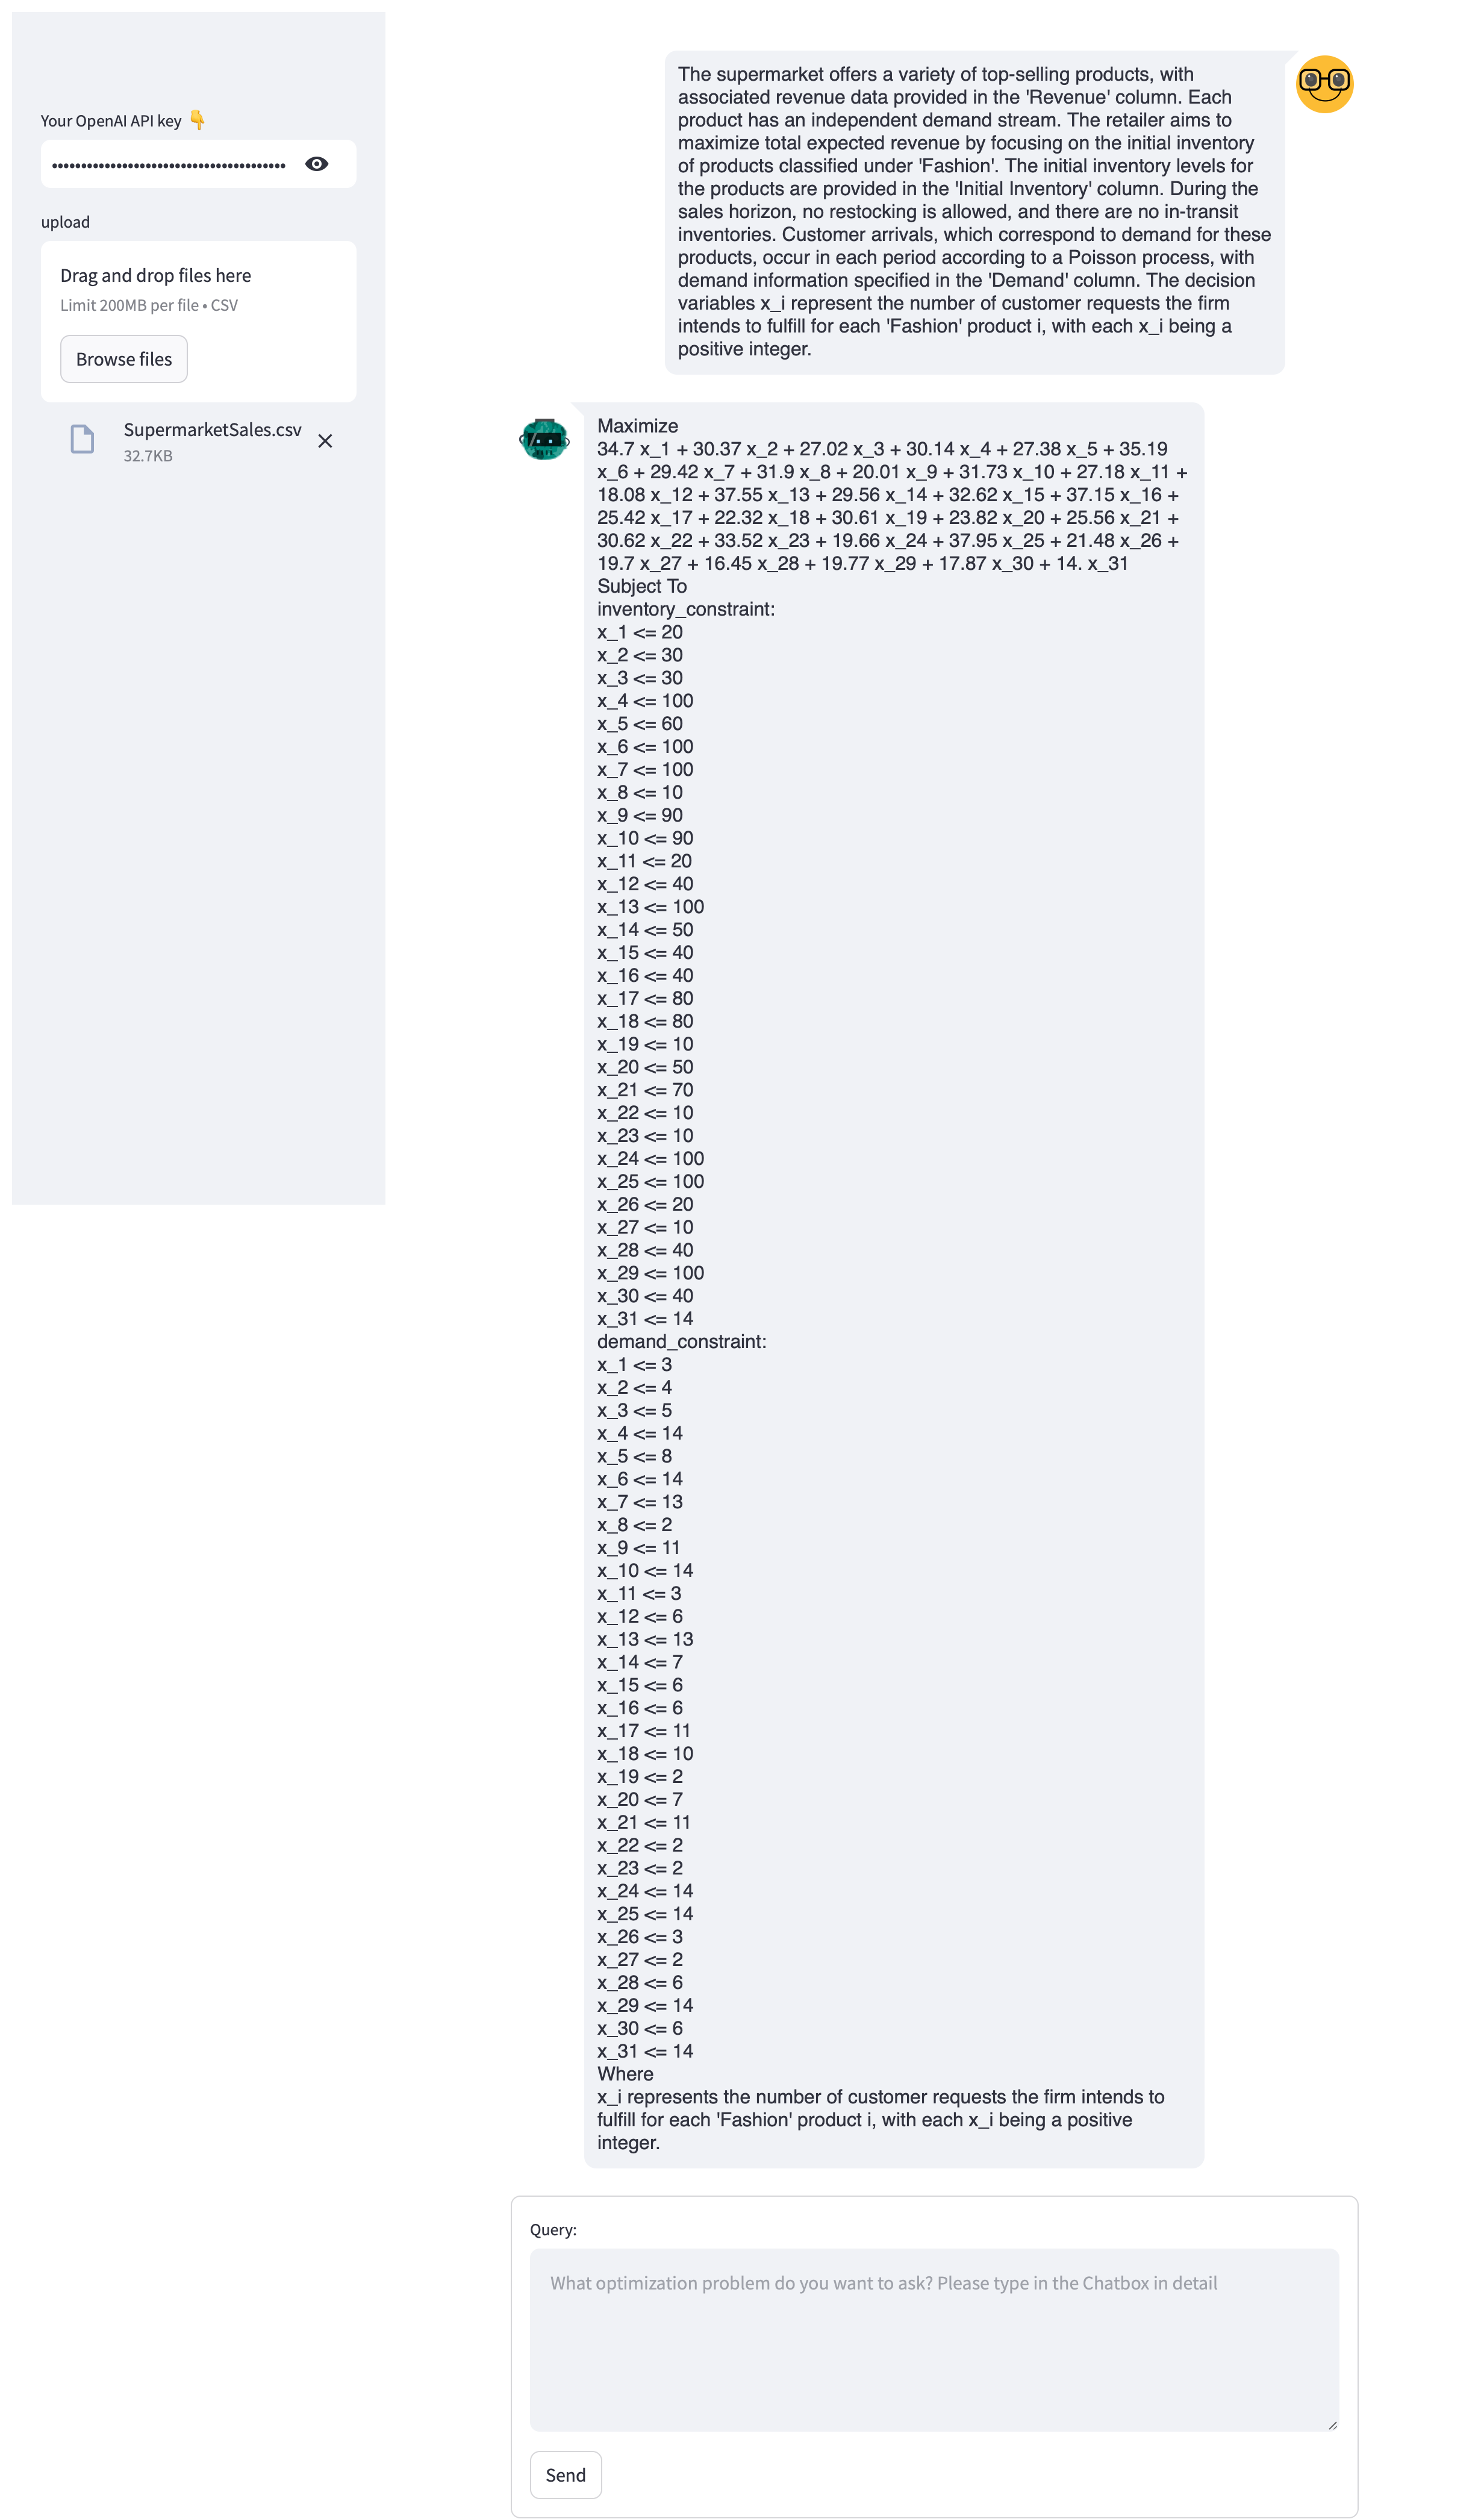 Your OpenAI API key 👇
••••••••••••••••••••••••••••••••••••••••
upload
Drag and drop files here
Limit 200MB per file • CSV
Browse files
SupermarketSales.csv
32.7KB
The supermarket offers a variety of top-selling products, with
associated revenue data provided in the 'Revenue' column. Each
product has an independent demand stream. The retailer aims to
maximize total expected revenue by focusing on the initial inventory
of products classified under 'Fashion'. The initial inventory levels for
the products are provided in the 'Initial Inventory' column. During the
sales horizon, no restocking is allowed, and there are no in-transit
inventories. Customer arrivals, which correspond to demand for these
products, occur in each period according to a Poisson process, with
demand information specified in the 'Demand' column. The decision
variables x_i represent the number of customer requests the firm
intends to fulfill for each 'Fashion' product i, with each x_i being a
positive integer.
Maximize
34.7 x_1 + 30.37 x_2 + 27.02 x_3 + 30.14 x_4 + 27.38 x_5 + 35.19
x_6 + 29.42 x_7 + 31.9 x_8 + 20.01 x_9 + 31.73 x_10 + 27.18 x_11 +
18.08 x_12 + 37.55 x_13 + 29.56 x_14 + 32.62 x_15 + 37.15 x_16 +
25.42 x_17 + 22.32 x_18 + 30.61 x_19 + 23.82 x_20 + 25.56 x_21 +
30.62 x_22 + 33.52 x_23 + 19.66 x_24 + 37.95 x_25 + 21.48 x_26 +
19.7 x_27 + 16.45 x_28 + 19.77 x_29 + 17.87 x_30 + 14. x_31
Subject To
inventory_constraint:
x_1 <= 20
x_2 <= 30
x_3 <= 30
x_4 <= 100
x_5 <= 60
x_6 <= 100
x_7 <= 100
x_8 <= 10
x_9 <= 90
x_10 <= 90
x_11 <= 20
x_12 <= 40
x_13 <= 100
x_14 <= 50
x_15 <= 40
x_16 <= 40
x_17 <= 80
x_18 <= 80
x_19 <= 10
x_20 <= 50
x_21 <= 70
x_22 <= 10
x_23 <= 10
x_24 <= 100
x_25 <= 100
x_26 <= 20
x_27 <= 10
x_28 <= 40
x_29 <= 100
x_30 <= 40
x_31 <= 14
demand_constraint:
x_1 <= 3
x_2 <= 4
x_3 <= 5
x_4 <= 14
x_5 <= 8
x_6 <= 14
x_7 <= 13
x_8 <= 2
x_9 <= 11
x_10 <= 14
x_11 <= 3
x_12 <= 6
x_13 <= 13
x_14 <= 7
x_15 <= 6
x_16 <= 6
x_17 <= 11
x_18 <= 10
x_19 <= 2
x_20 <= 7
x_21 <= 11
x_22 <= 2
x_23 <= 2
x_24 <= 14
x_25 <= 14
x_26 <= 3
x_27 <= 2
x_28 <= 6
x_29 <= 14
x_30 <= 6
x_31 <= 14
Where
x_i represents the number of customer requests the firm intends to
fulfill for each 'Fashion' product i, with each x_i being a positive
integer.
Query:
What optimization problem do you want to ask? Please type in the Chatbox in detail
Send